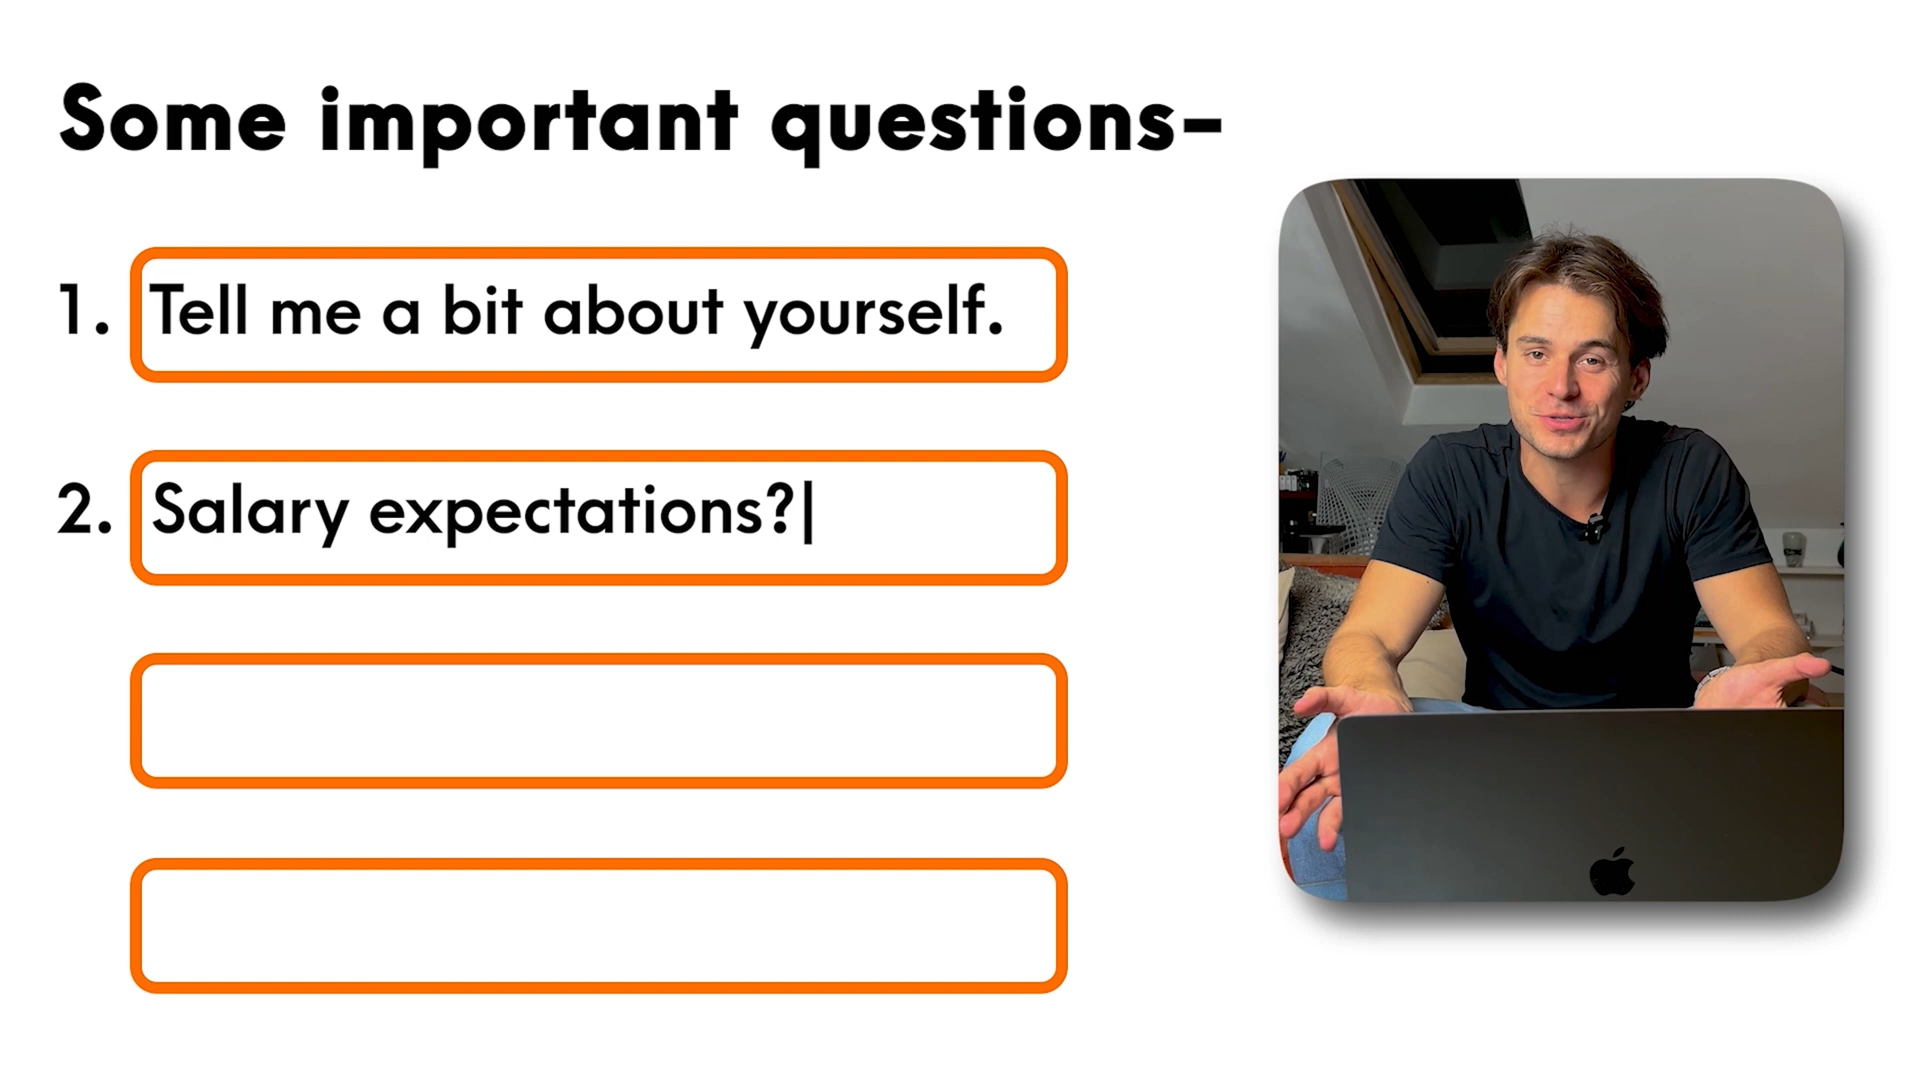 Some important questions–
1. Tell me a bit about yourself.
2. Salary expectations?|